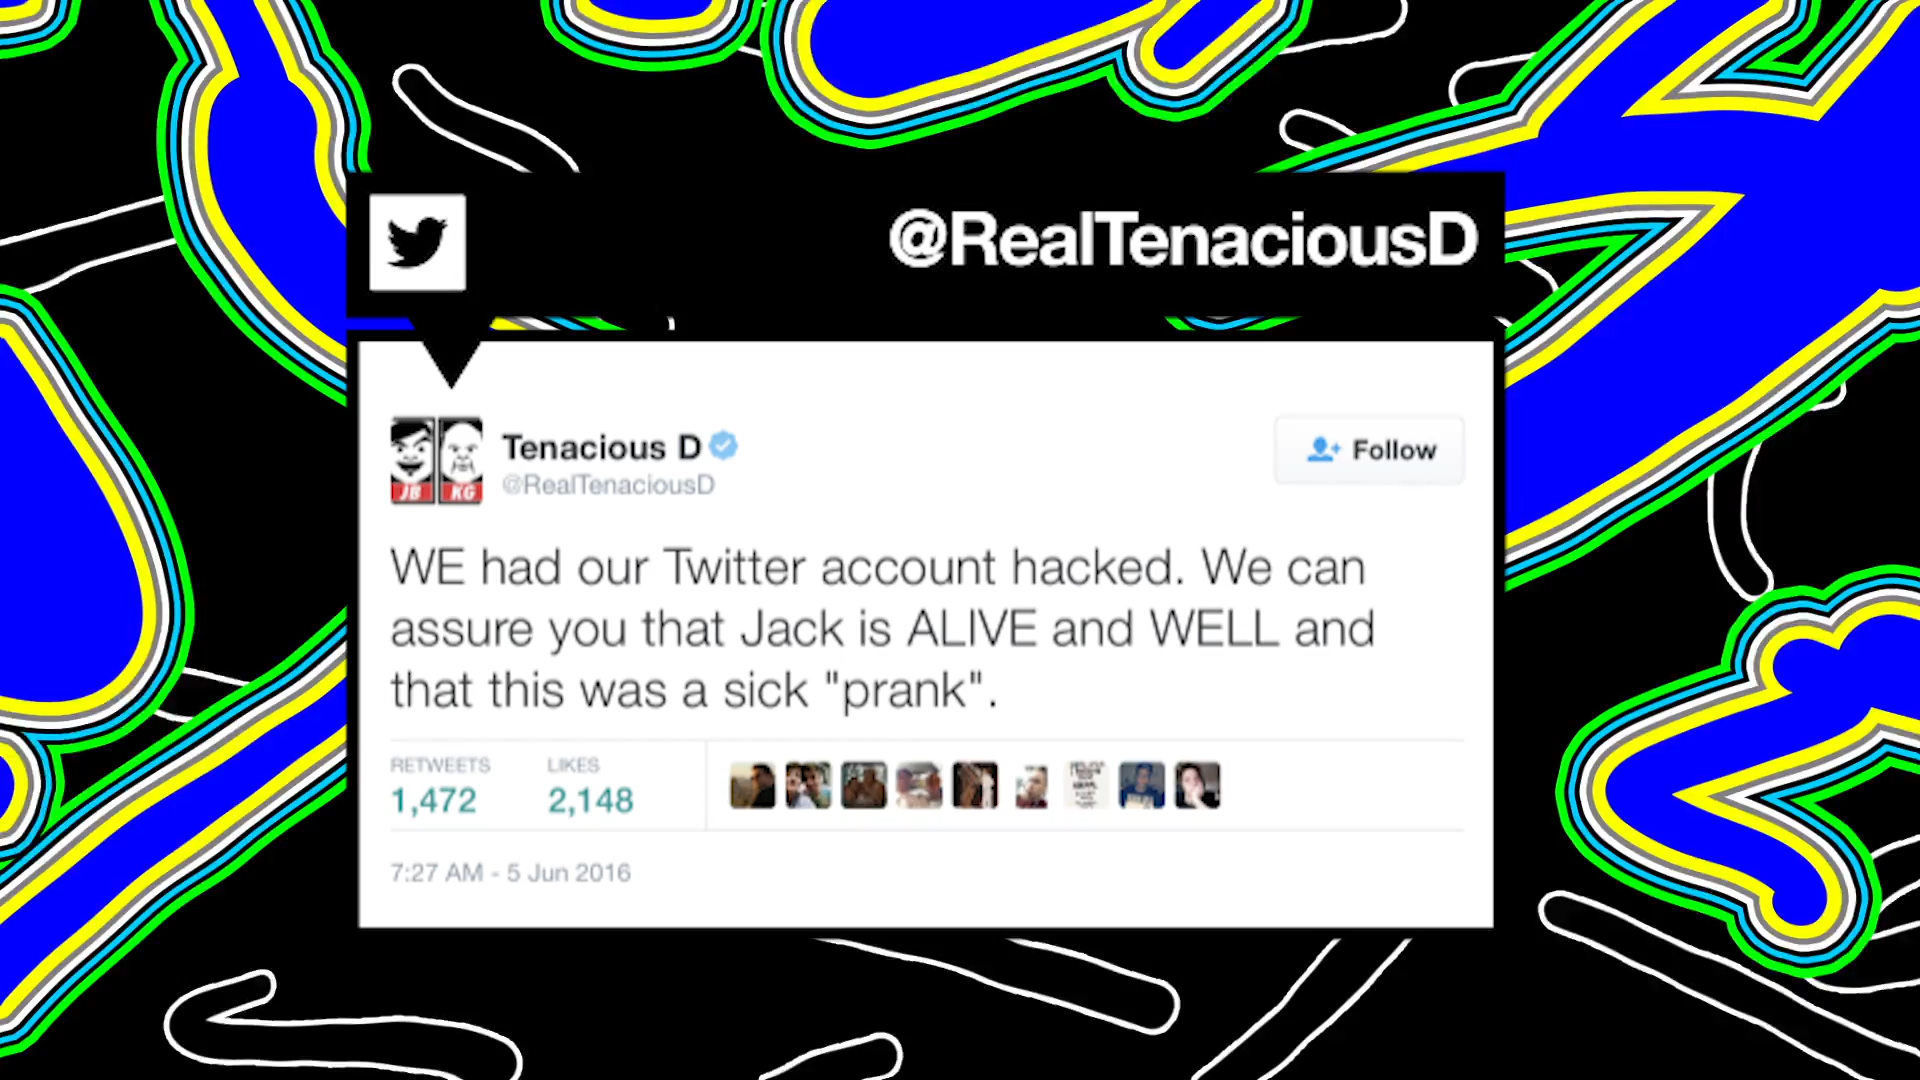 @RealTenaciousD
Tenacious D
@RealTenaciousD
Follow
WE had our Twitter account hacked. We can
assure you that Jack is ALIVE and WELL and
that this was a sick "prank".
RETWEETS LIKES
1,472 2,148
7:27 AM - 5 Jun 2016
JB KG